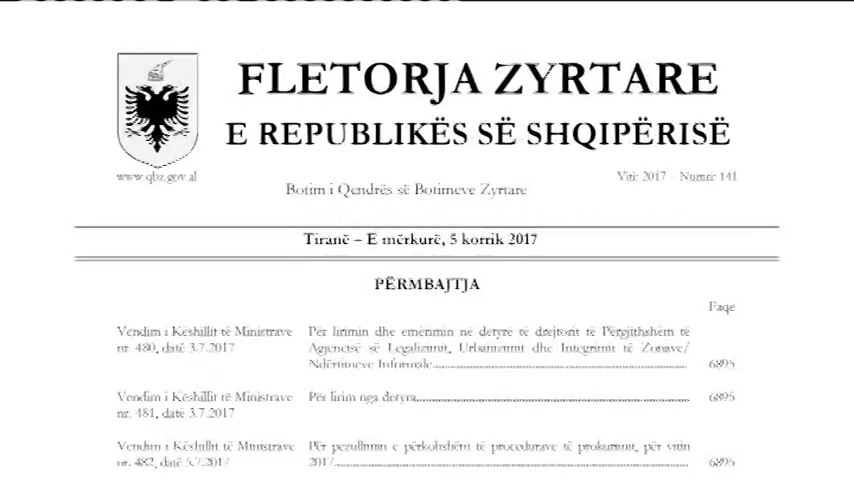 FLETORJA ZYRTARE
E REPUBLIKËS SË SHQIPËRISË
www.qbz.gov.al
Viti: 2017 – Numri: 141
Botim i Qendrës së Botimeve Zyrtare
Tiranë – E mërkurë, 5 korrik 2017
PËRMBAJTJA
Faqe
Vendim i Këshillit të Ministrave Për lirimin dhe emërimin në detyrë të drejtorit të Përgjithshëm të
nr. 480, datë 3.7.2017 Agjencisë së Legalizimit, Urbanizimit dhe Integrimit të Zonave/
Ndërtimeve Informale 6895
Vendim i Këshillit të Ministrave Për lirim nga detyra 6895
nr. 481, datë 3.7.2017
Vendim i Këshillit të Ministrave Për pezullimin e përkohshëm të procedurave të prokurimit, për vitin
nr. 482, datë 5.7.2017 2017 6895